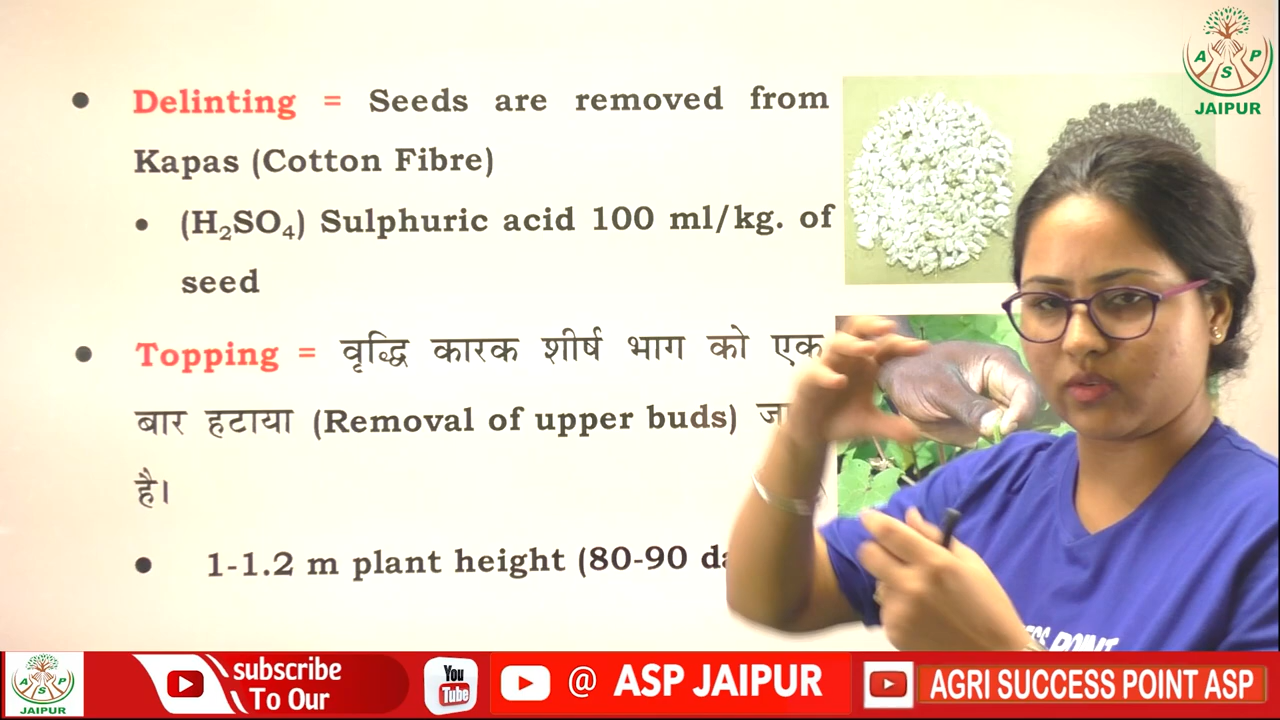 Delinting = Seeds are removed from
Kapas (Cotton Fibre)
(H₂SO₄) Sulphuric acid 100 ml/kg. of
seed
Topping = वृद्धि कारक शीर्ष भाग को एक
बार हटाया (Removal of upper buds)
है।
1-1.2 m plant height (80-90
A S P
JAIPUR
POINT
A S P
JAIPUR
subscribe
To Our
You
Tube
@ ASP JAIPUR
AGRI SUCCESS POINT ASP